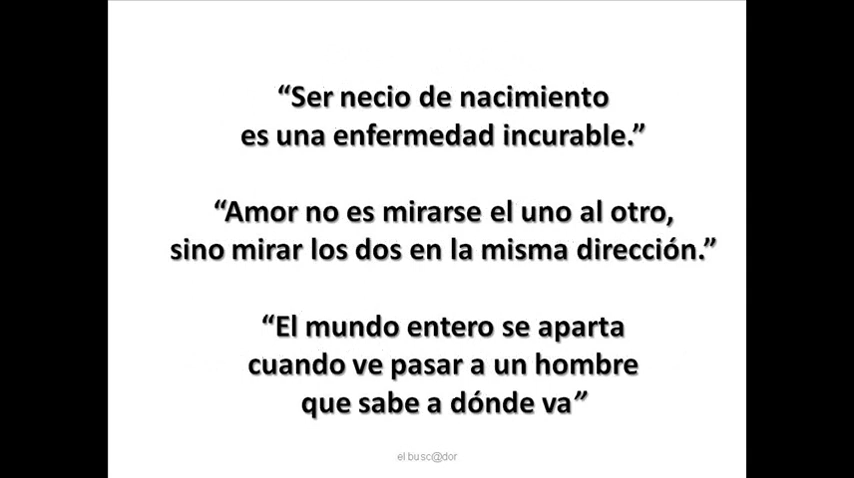 “Ser necio de nacimiento
es una enfermedad incurable.”
“Amor no es mirarse el uno al otro,
sino mirar los dos en la misma dirección.”
“El mundo entero se aparta
cuando ve pasar a un hombre
que sabe a dónde va”
el busc@dor